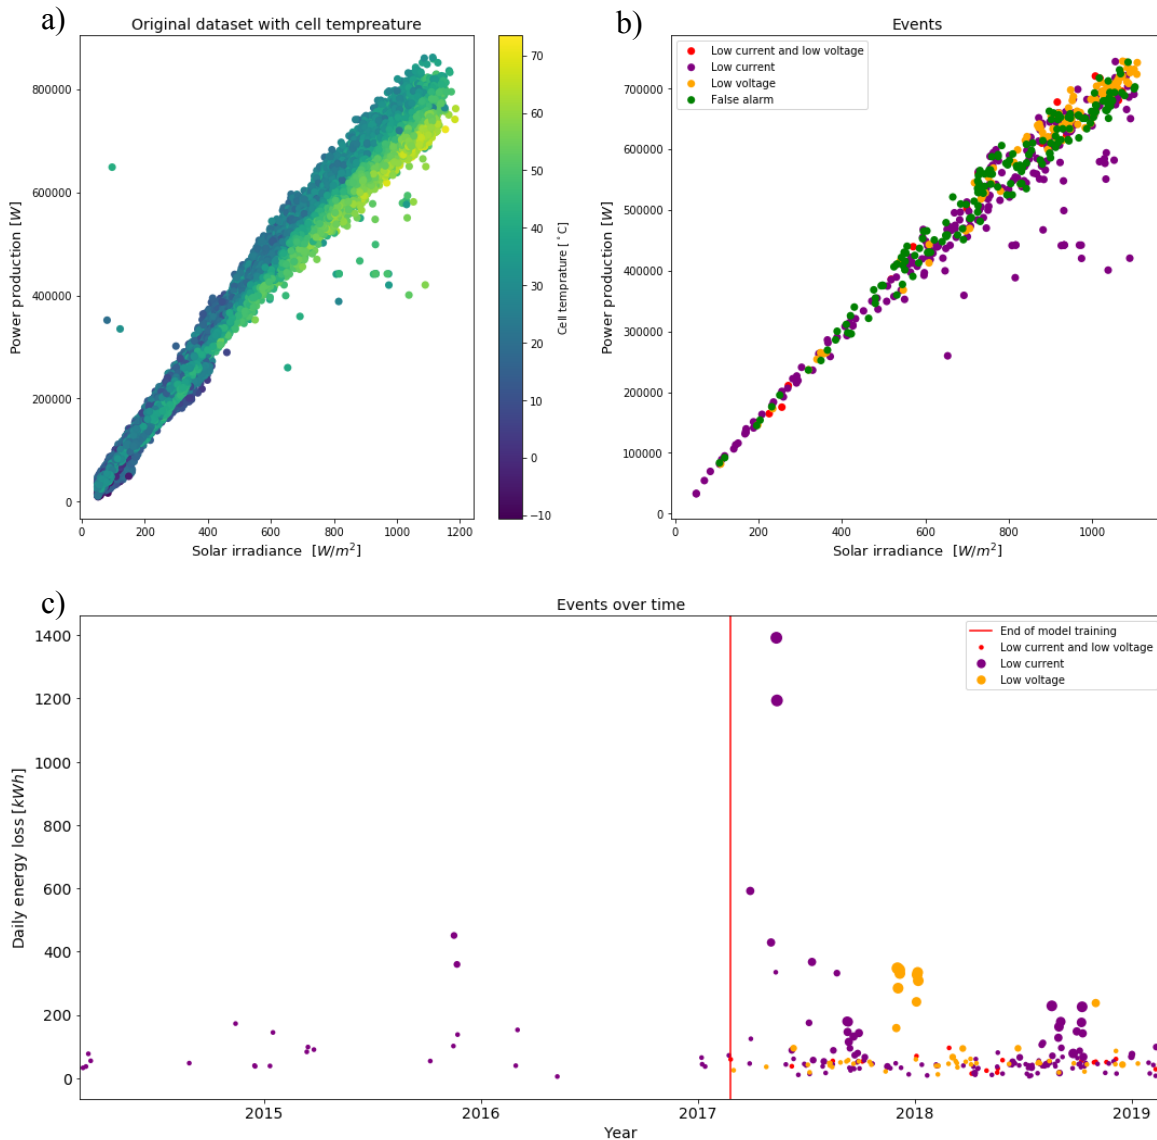 a)
Original dataset with cell tempreature
800000
600000
400000
200000
0
0
200
400
600
800
1000
1200
Power production [W]
Solar irradiance [W/m²]
70
60
50
40
30
20
10
0
−10
Cell temprature [°C]
b)
Events
Low current and low voltage
Low current
Low voltage
False alarm
700000
600000
500000
400000
300000
200000
100000
0
0
200
400
600
800
1000
Power production [W]
Solar irradiance [W/m²]
c)
Events over time
End of model training
Low current and low voltage
Low current
Low voltage
1400
1200
1000
800
600
400
200
0
Daily energy loss [kWh]
2015
2016
2017
2018
2019
Year